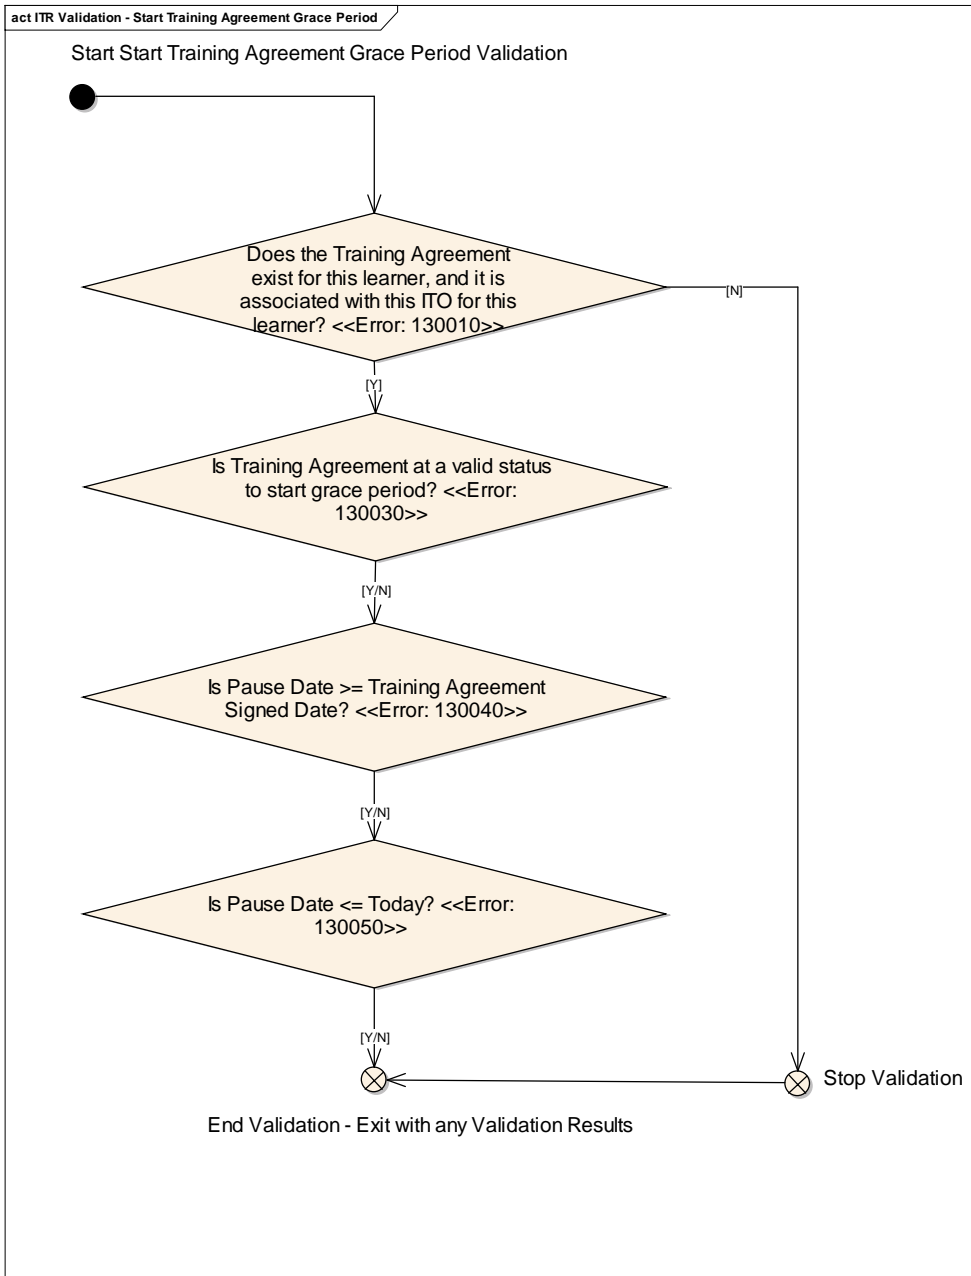 act ITR Validation - Start Training Agreement Grace Period
Start Start Training Agreement Grace Period Validation
Does the Training Agreement
exist for this learner, and it is
associated with this ITO for this
learner? <<Error: 130010>>
[N]
[Y]
Is Training Agreement at a valid status
to start grace period? <<Error:
130030>>
[Y/N]
Is Pause Date >= Training Agreement
Signed Date? <<Error: 130040>>
[Y/N]
Is Pause Date <= Today? <<Error:
130050>>
[Y/N]
Stop Validation
End Validation - Exit with any Validation Results